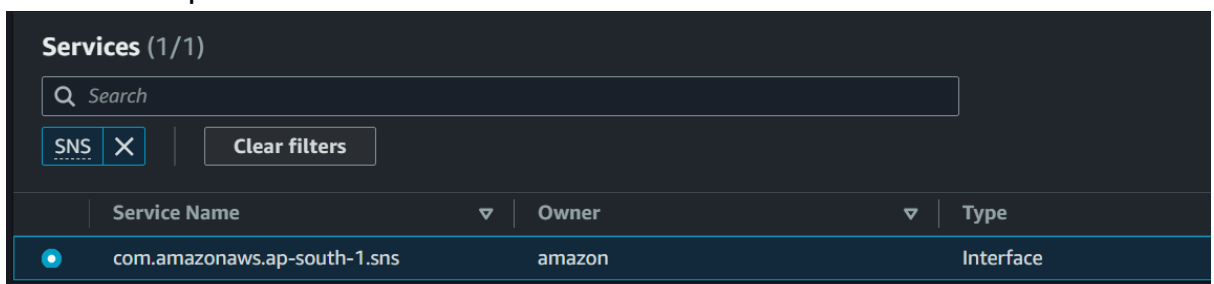 Services (1/1)
Search
SNS Clear filters
Service Name Owner Type
com.amazonaws.ap-south-1.sns amazon Interface